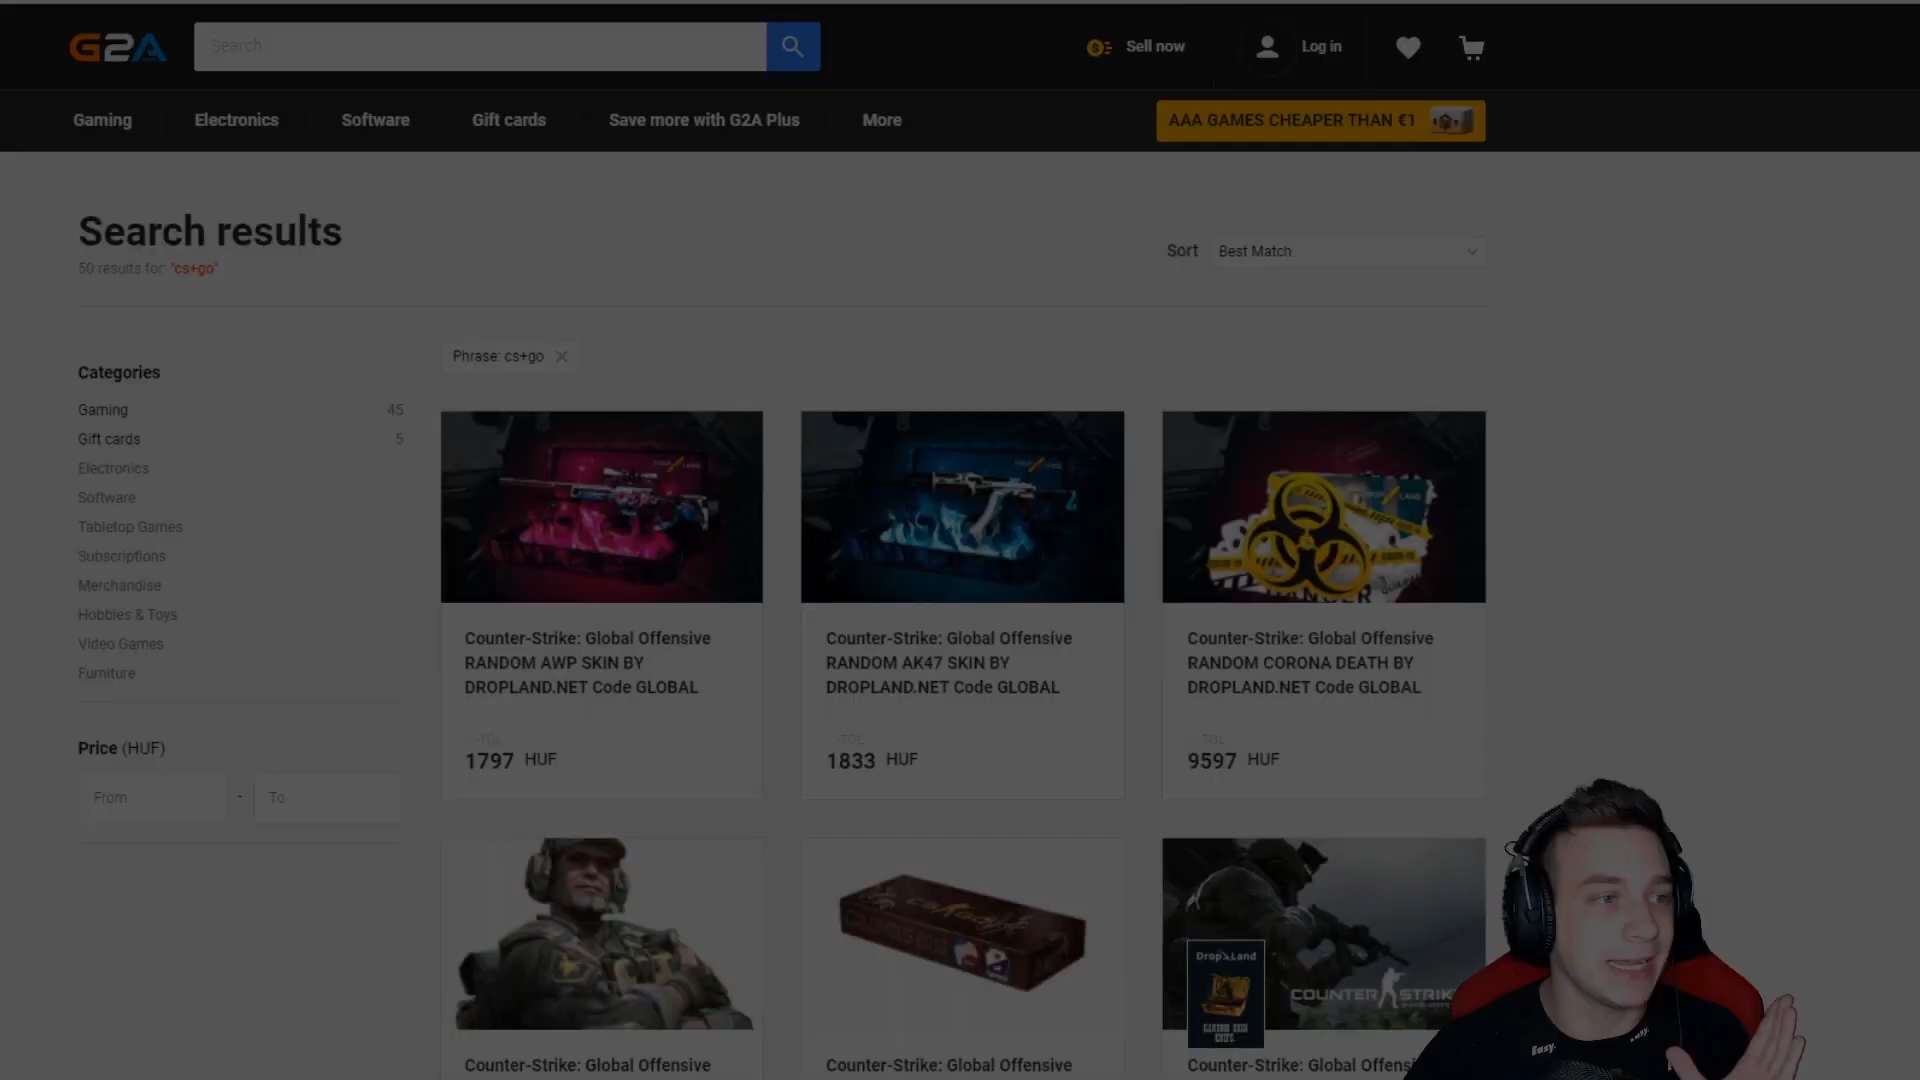 G2A
Search
Sell now
Log in
Gaming
Electronics
Software
Gift cards
Save more with G2A Plus
More
AAA GAMES CHEAPER THAN €1
Search results
50 results for: "cs+go"
Sort
Best Match
Categories
Gaming 45
Gift cards 5
Electronics
Software
Tabletop Games
Subscriptions
Merchandise
Hobbies & Toys
Video Games
Furniture
Price (HUF)
From
-
To
Phrase: cs+go
Counter-Strike: Global Offensive
RANDOM AWP SKIN BY
DROPLAND.NET Code GLOBAL
1797 HUF
Counter-Strike: Global Offensive
RANDOM AK47 SKIN BY
DROPLAND.NET Code GLOBAL
1833 HUF
Counter-Strike: Global Offensive
RANDOM CORONA DEATH BY
DROPLAND.NET Code GLOBAL
9597 HUF
Counter-Strike: Global Offensive
Counter-Strike: Global Offensive
DropLand
RANDOM SKIN
COUNTER STRIK
Counter-Strike: Global Offens
Easy.